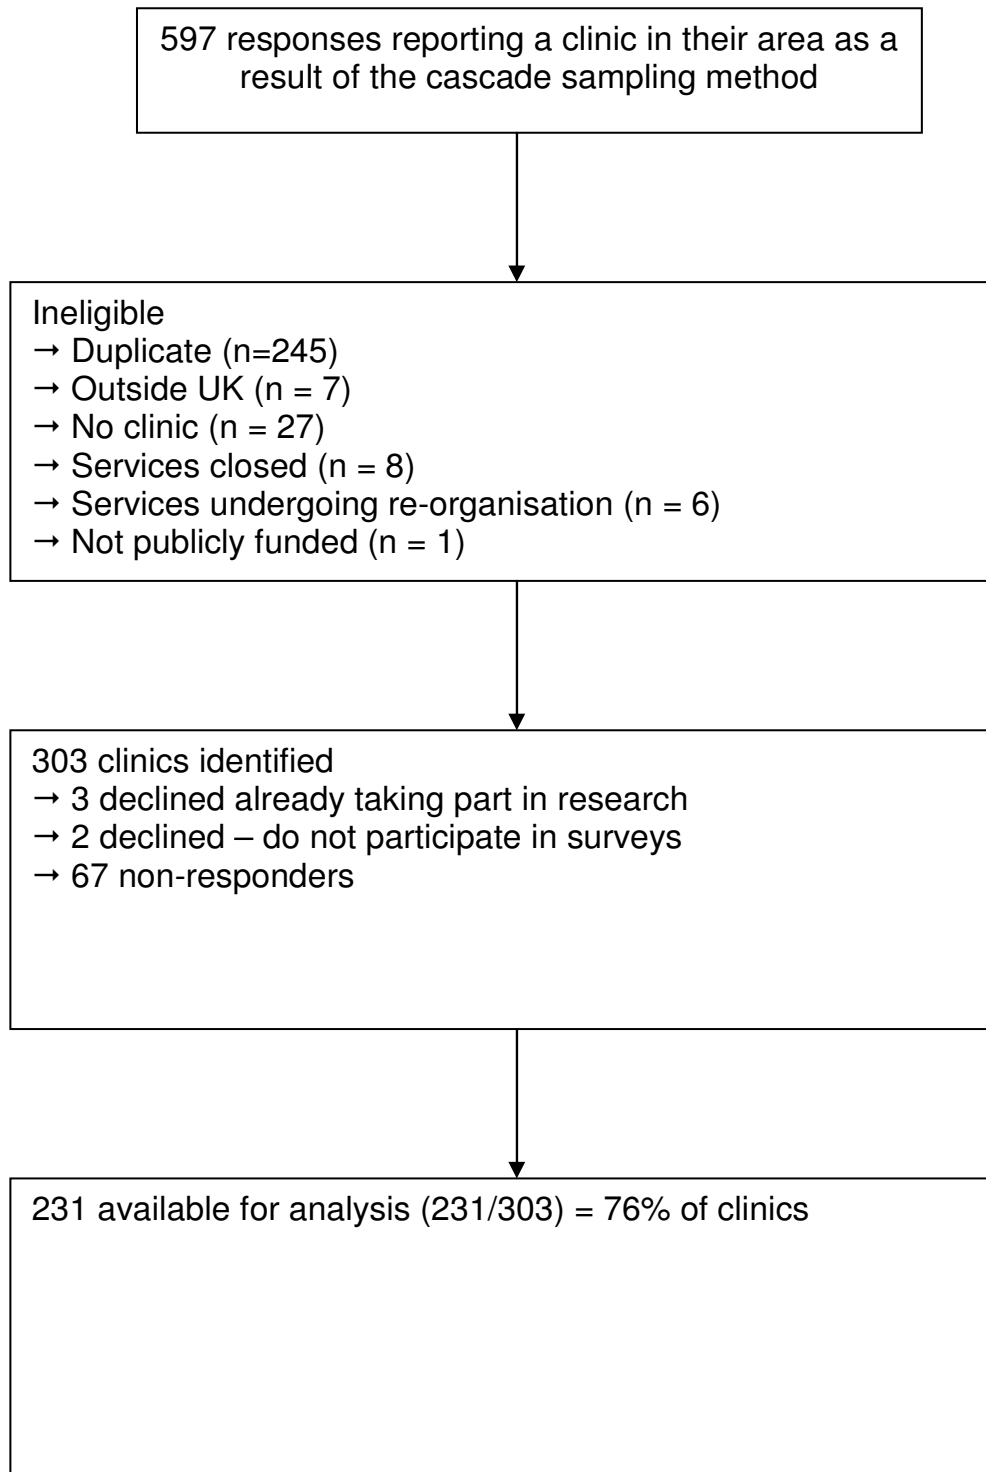 597 responses reporting a clinic in their area as a
result of the cascade sampling method
Ineligible
→ Duplicate (n=245)
→ Outside UK (n = 7)
→ No clinic (n = 27)
→ Services closed (n = 8)
→ Services undergoing re-organisation (n = 6)
→ Not publicly funded (n = 1)
303 clinics identified
→ 3 declined already taking part in research
→ 2 declined – do not participate in surveys
→ 67 non-responders
231 available for analysis (231/303) = 76% of clinics